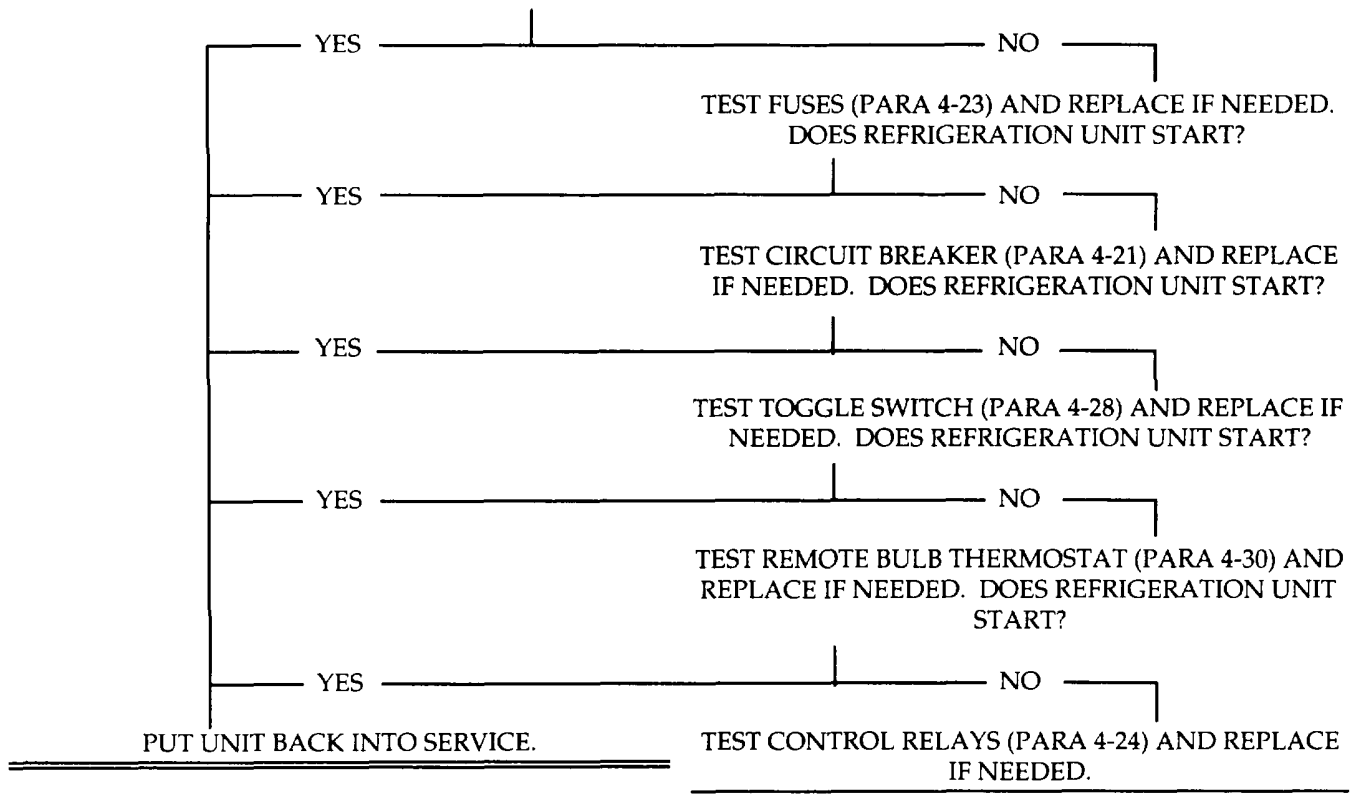 YES NO
TEST FUSES (PARA 4-23) AND REPLACE IF NEEDED.
DOES REFRIGERATION UNIT START?
YES NO
TEST CIRCUIT BREAKER (PARA 4-21) AND REPLACE
IF NEEDED. DOES REFRIGERATION UNIT START?
YES NO
TEST TOGGLE SWITCH (PARA 4-28) AND REPLACE IF
NEEDED. DOES REFRIGERATION UNIT START?
YES NO
TEST REMOTE BULB THERMOSTAT (PARA 4-30) AND
REPLACE IF NEEDED. DOES REFRIGERATION UNIT
START?
YES NO
PUT UNIT BACK INTO SERVICE.
TEST CONTROL RELAYS (PARA 4-24) AND REPLACE
IF NEEDED.